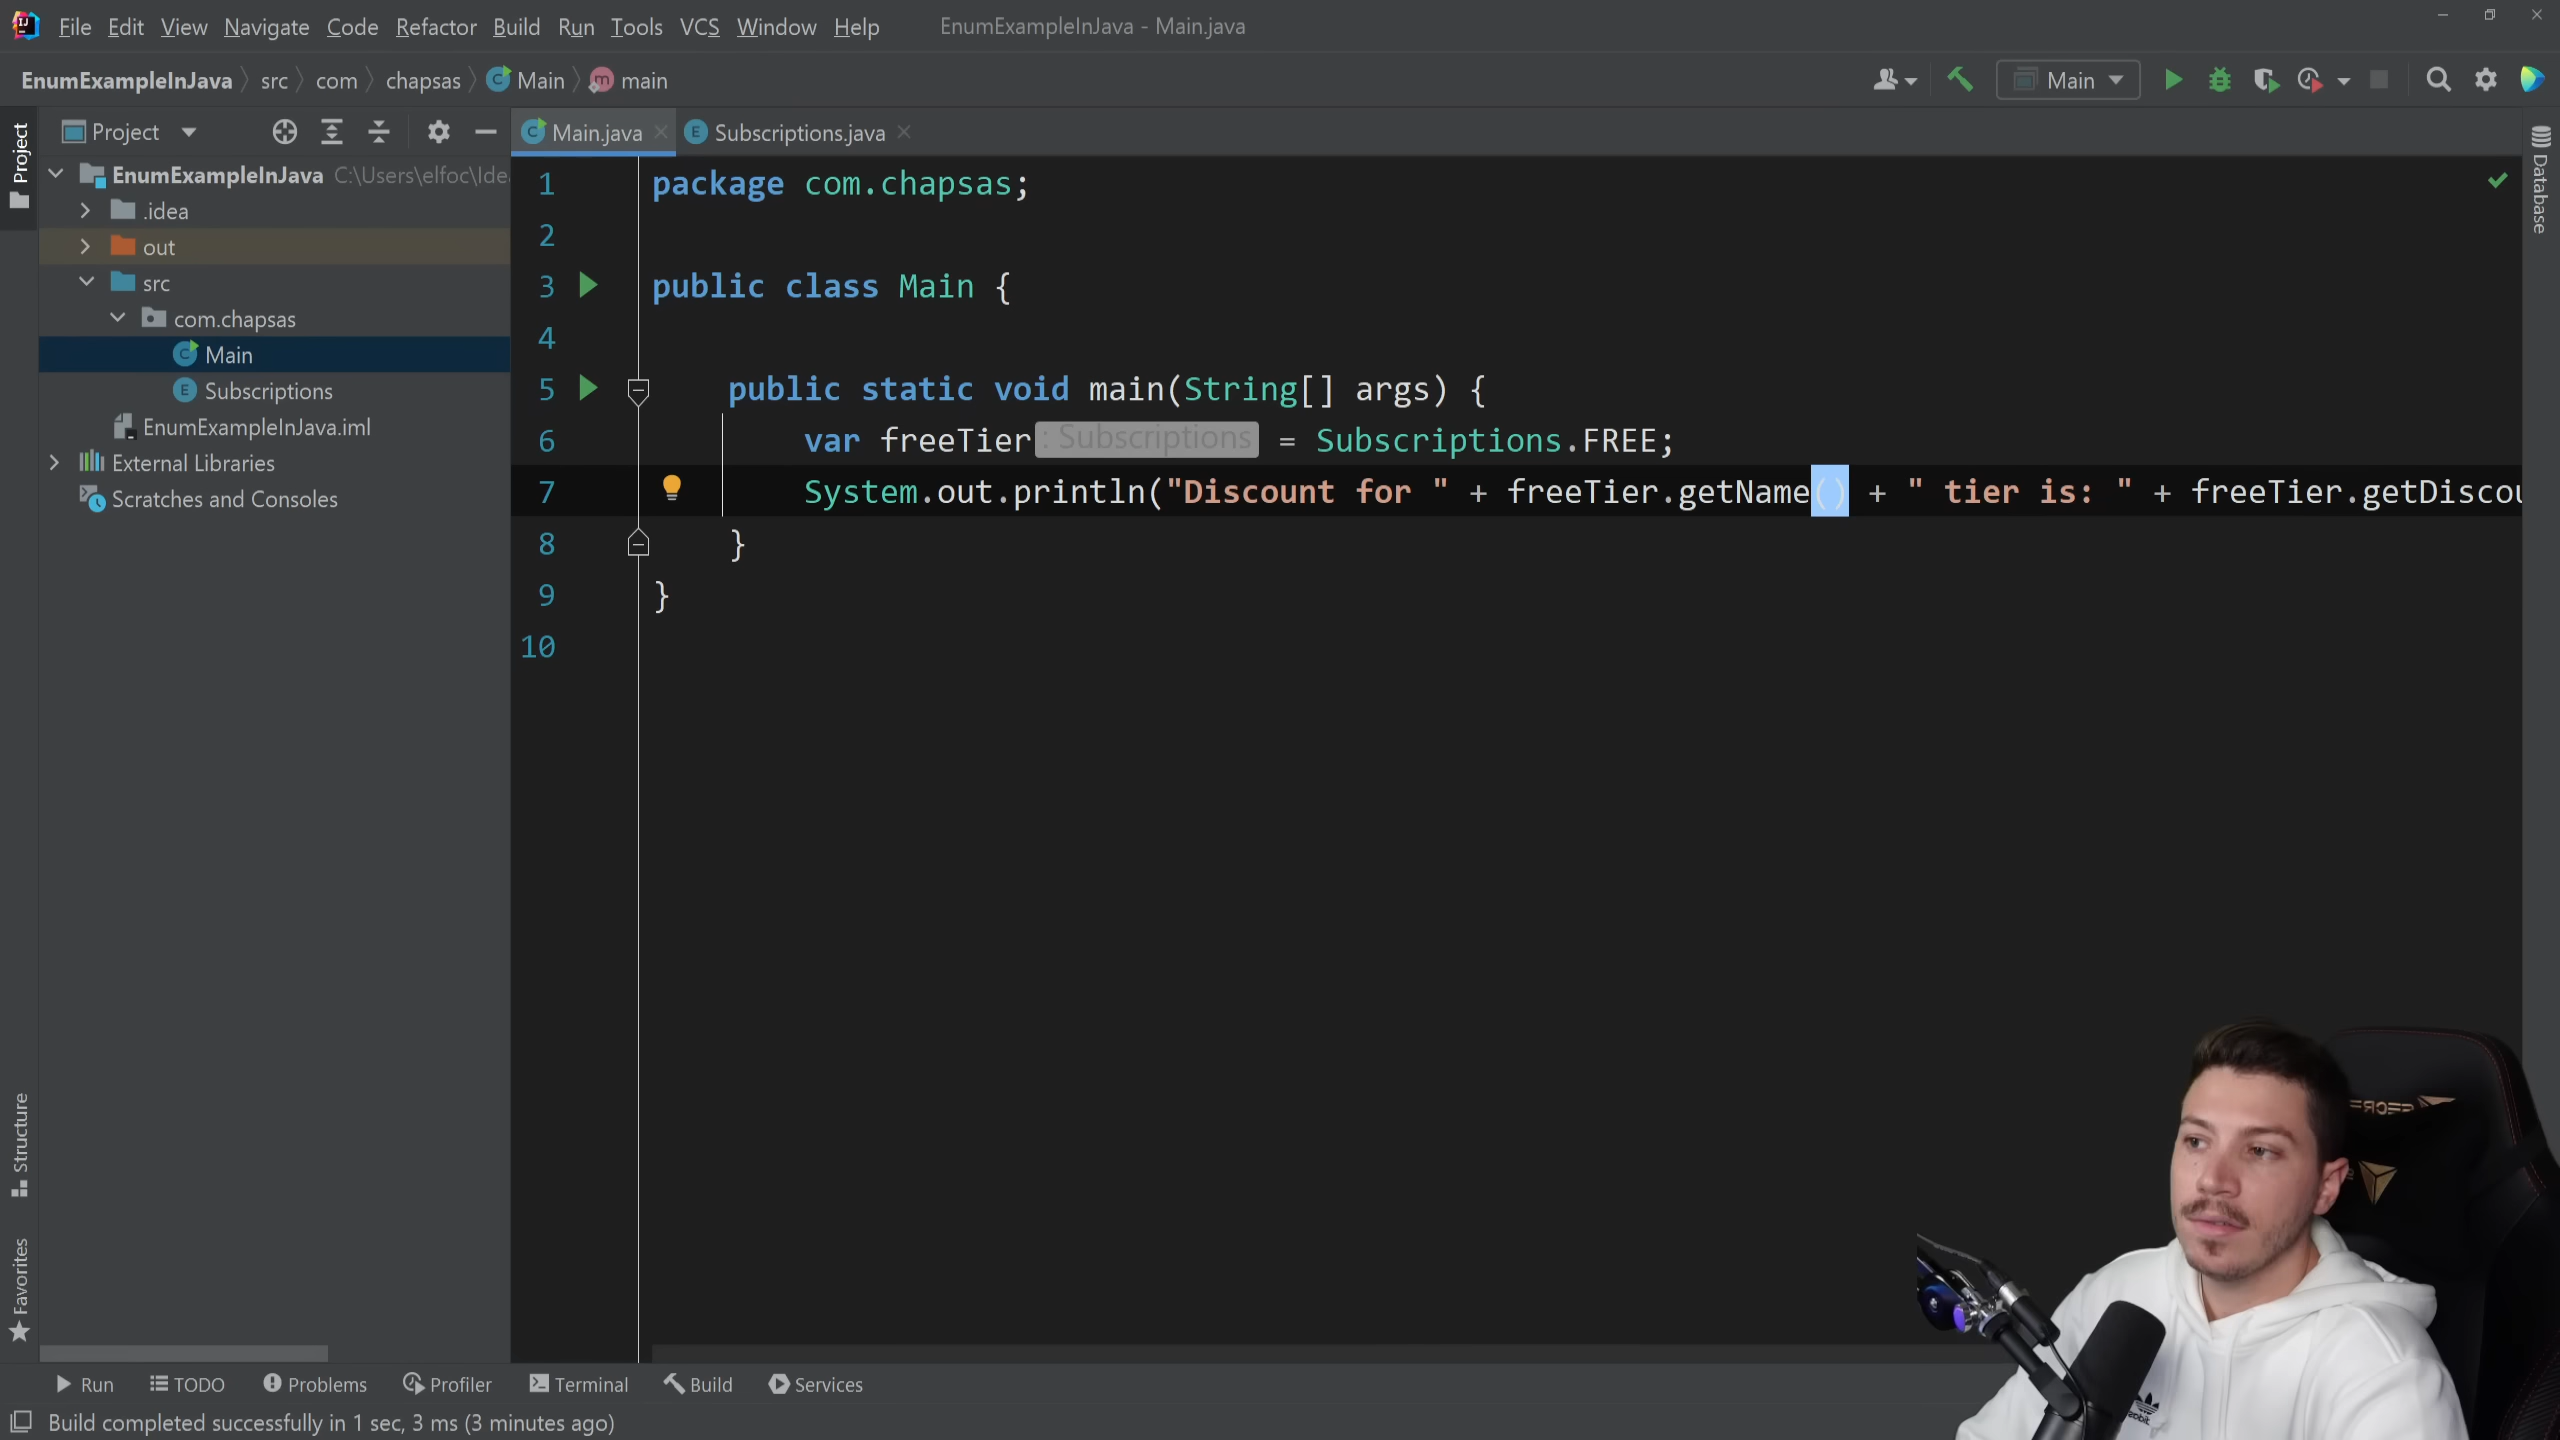 File Edit View Navigate Code Refactor Build Run Tools VCS Window Help EnumExampleInJava - Main.java
EnumExampleInJava src com chapsas Main main Main
Project
Project
EnumExampleInJava C:\Users\elfoc\Ide
.idea
out
src
com.chapsas
Main
Subscriptions
EnumExampleInJava.iml
External Libraries
Scratches and Consoles
Structure
Favorites
Main.java Subscriptions.java
1 package com.chapsas;
2
3 public class Main {
4
5 public static void main(String[] args) {
6 var freeTier : Subscriptions = Subscriptions.FREE;
7 System.out.println("Discount for " + freeTier.getName() + " tier is: " + freeTier.getDiscou
8 }
9 }
10
Database
Run TODO Problems Profiler Terminal Build Services
Build completed successfully in 1 sec, 3 ms (3 minutes ago)